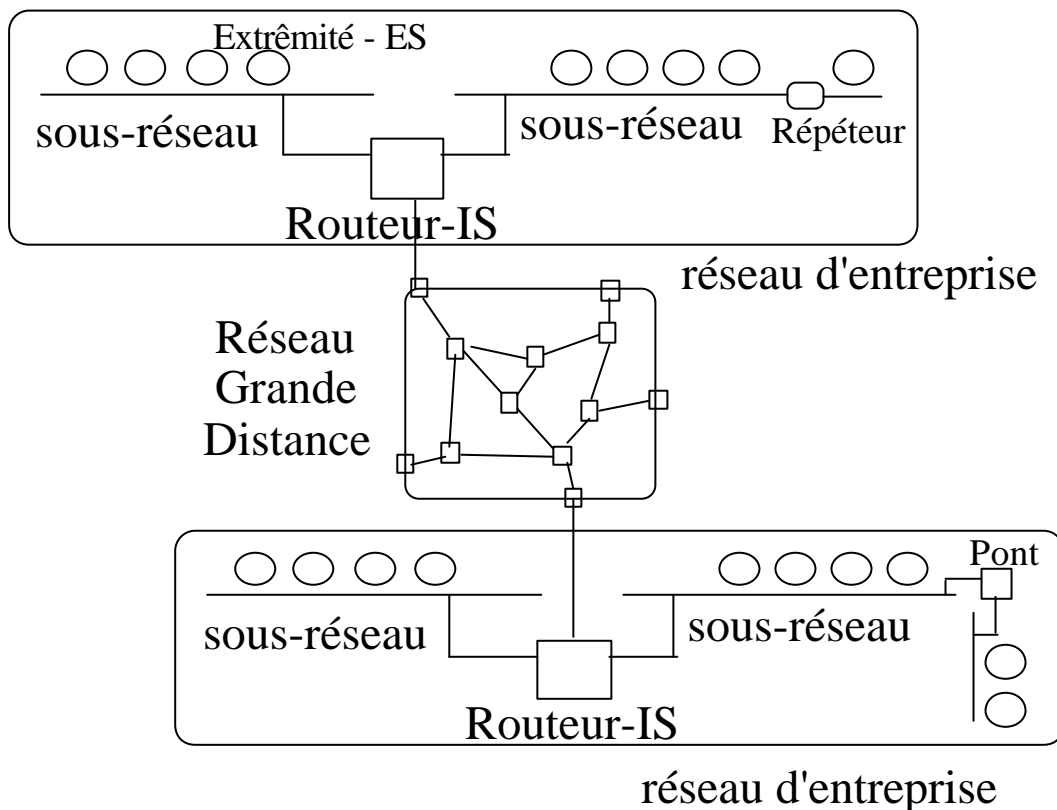 Extrêmité - ES
sous-réseau
sous-réseau
Répéteur
Routeur-IS
réseau d'entreprise
Réseau
Grande
Distance
Pont
sous-réseau
sous-réseau
Routeur-IS
réseau d'entreprise